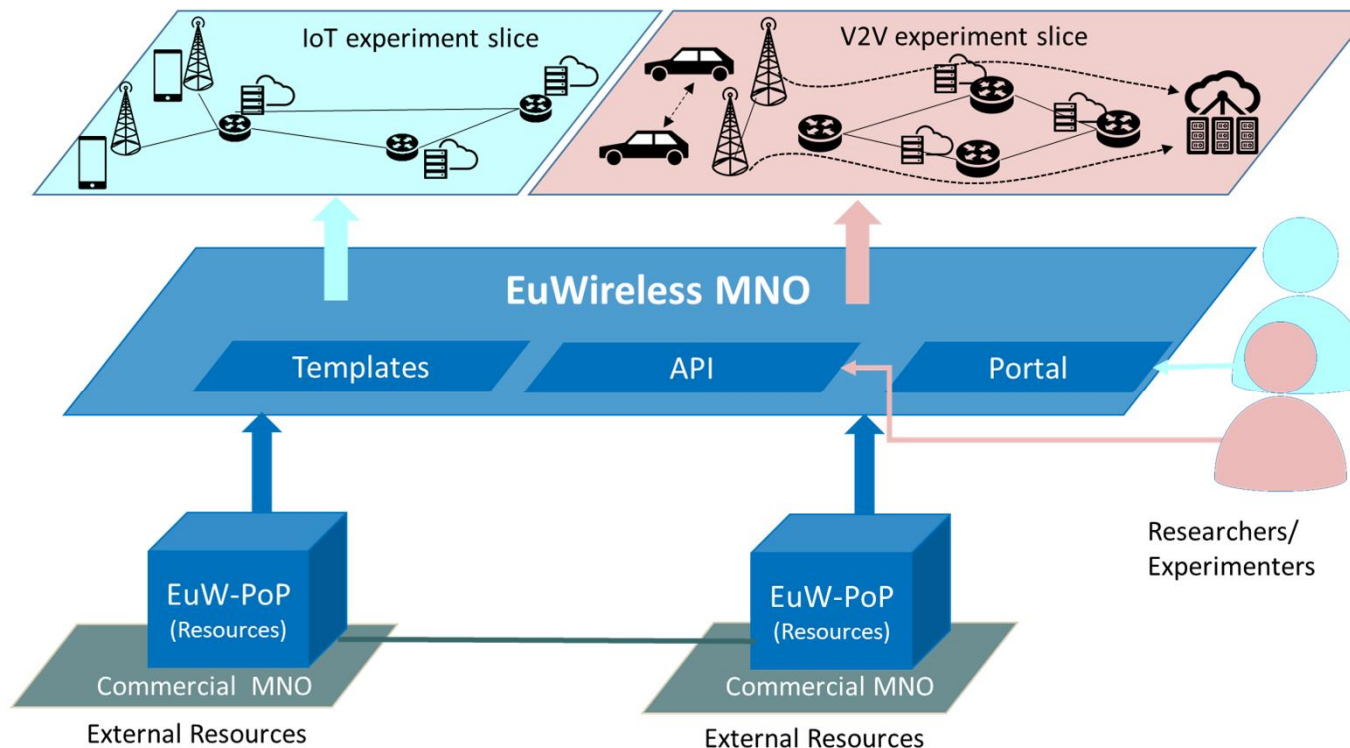 IoT experiment slice
V2V experiment slice
EuWireless MNO
Templates
API
Portal
Researchers/
Experimenters
EuW-PoP
(Resources)
Commercial MNO
External Resources
EuW-PoP
(Resources)
Commercial MNO
External Resources